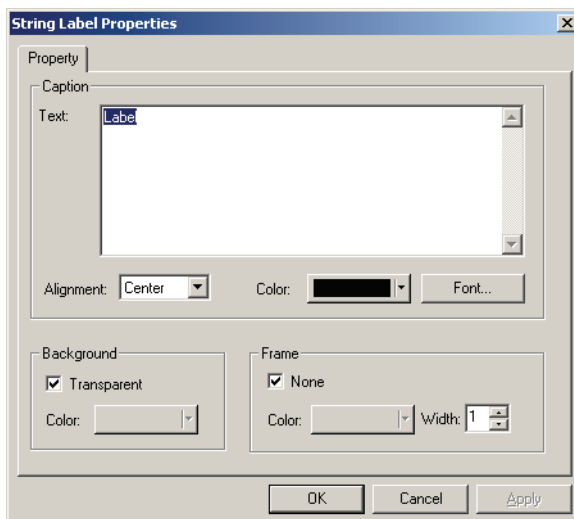 String Label Properties
Property
Caption
Text:
Label
Alignment: Center Color: Font...
Background
Transparent
Color:
Frame
None
Color: Width: 1
OK Cancel Apply